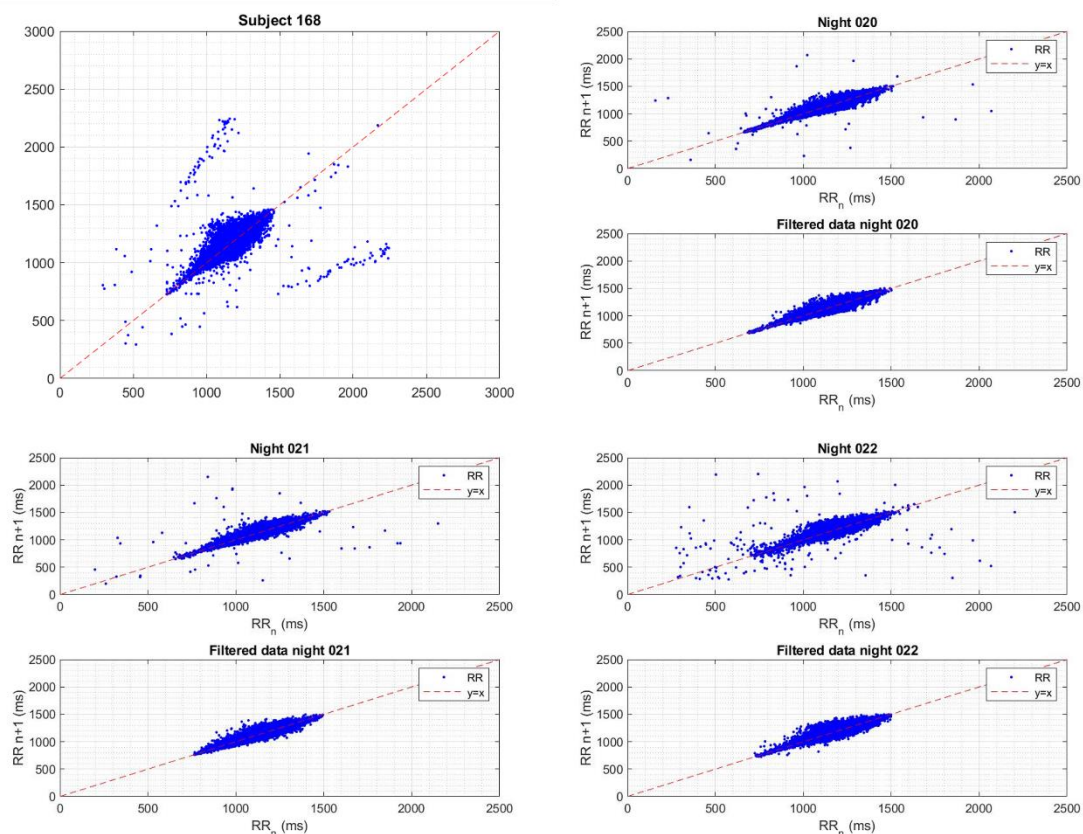 Subject 168
3000
2500
2000
1500
1000
500
0
0 500 1000 1500 2000 2500 3000
Night 020
RR n+1 (ms)
2500
2000
1500
1000
500
0
RR
y=x
0 500 1000 1500 2000 2500
RRn (ms)
Filtered data night 020
RR n+1 (ms)
2500
2000
1500
1000
500
0
RR
y=x
0 500 1000 1500 2000 2500
RRn (ms)
Night 021
RR n+1 (ms)
2500
2000
1500
1000
500
0
RR
y=x
0 500 1000 1500 2000 2500
RRn (ms)
Filtered data night 021
RR n+1 (ms)
2500
2000
1500
1000
500
0
RR
y=x
0 500 1000 1500 2000 2500
RRn (ms)
Night 022
RR n+1 (ms)
2500
2000
1500
1000
500
0
RR
y=x
0 500 1000 1500 2000 2500
RRn (ms)
Filtered data night 022
RR n+1 (ms)
2500
2000
1500
1000
500
0
RR
y=x
0 500 1000 1500 2000 2500
RRn (ms)